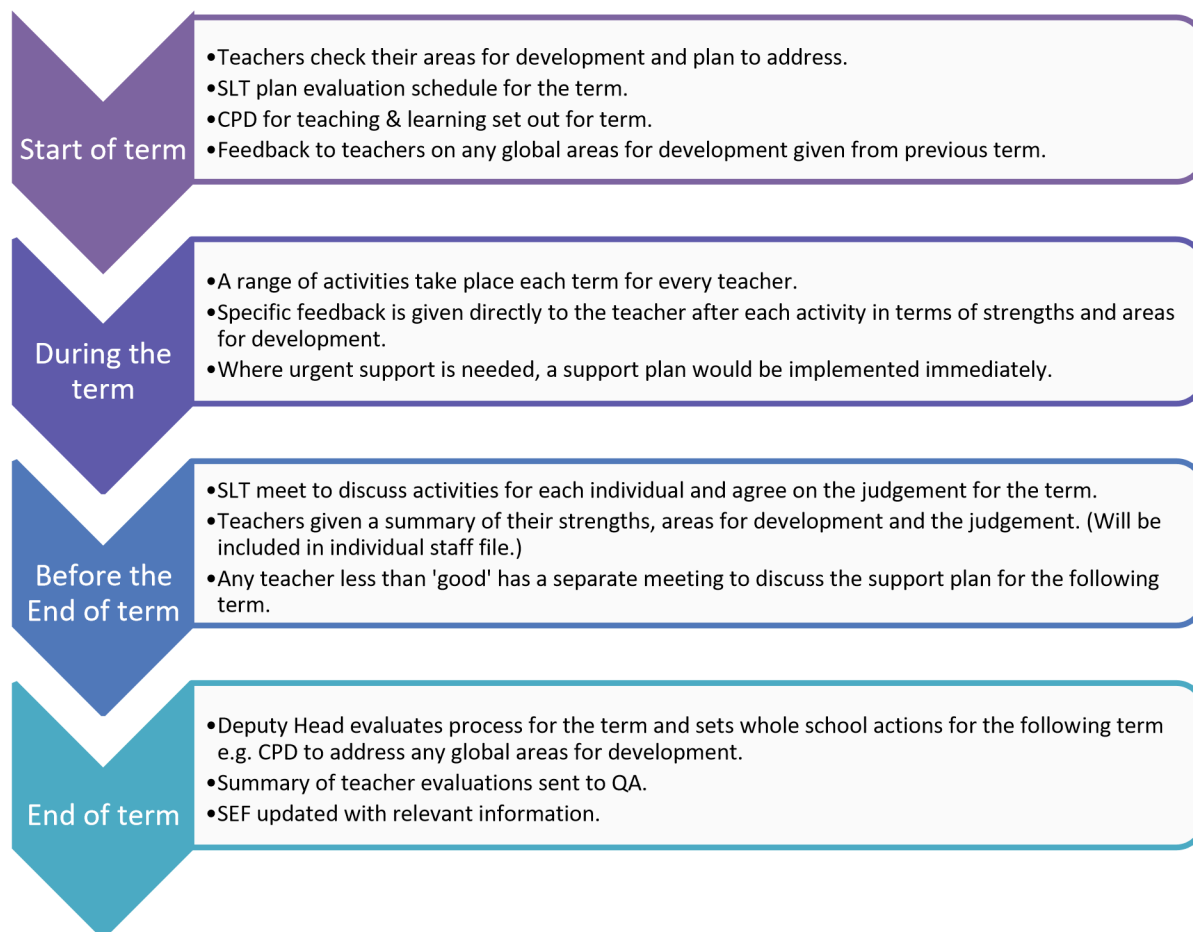 Start of term
•Teachers check their areas for development and plan to address.
•SLT plan evaluation schedule for the term.
•CPD for teaching & learning set out for term.
•Feedback to teachers on any global areas for development given from previous term.
During the
term
•A range of activities take place each term for every teacher.
•Specific feedback is given directly to the teacher after each activity in terms of strengths and areas
for development.
•Where urgent support is needed, a support plan would be implemented immediately.
Before the
End of term
•SLT meet to discuss activities for each individual and agree on the judgement for the term.
•Teachers given a summary of their strengths, areas for development and the judgement. (Will be
included in individual staff file.)
•Any teacher less than 'good' has a separate meeting to discuss the support plan for the following
term.
End of term
•Deputy Head evaluates process for the term and sets whole school actions for the following term
e.g. CPD to address any global areas for development.
•Summary of teacher evaluations sent to QA.
•SEF updated with relevant information.